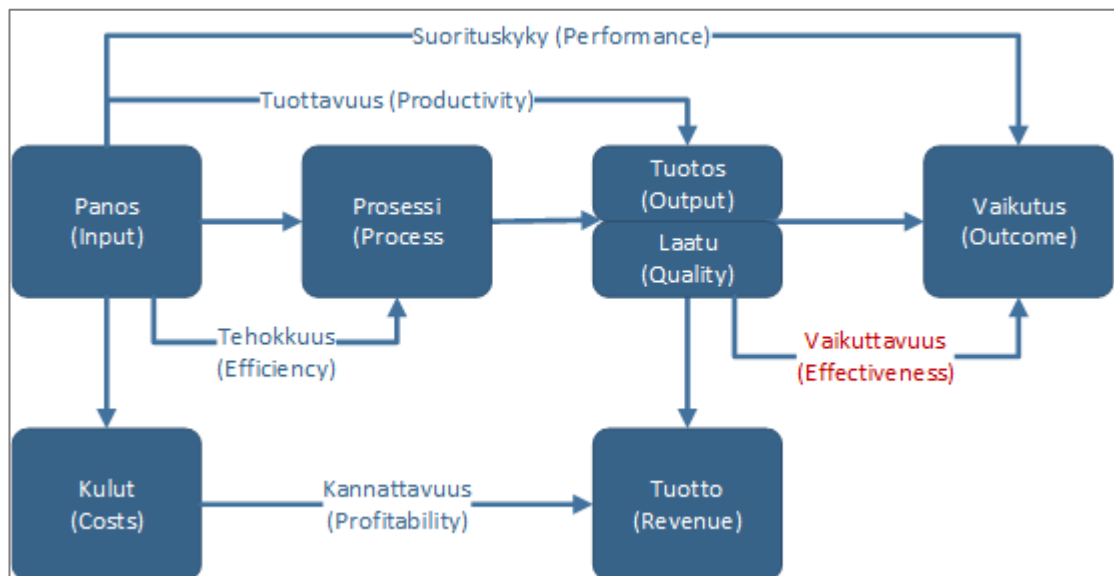 Suorituskyky (Performance)
Tuottavuus (Productivity)
Panos
(Input)
Prosessi
(Process
Tuotos
(Output)
Laatu
(Quality)
Vaikutus
(Outcome)
Tehokkuus
(Efficiency)
Vaikuttavuus
(Effectiveness)
Kulut
(Costs)
Kannattavuus
(Profitability)
Tuotto
(Revenue)